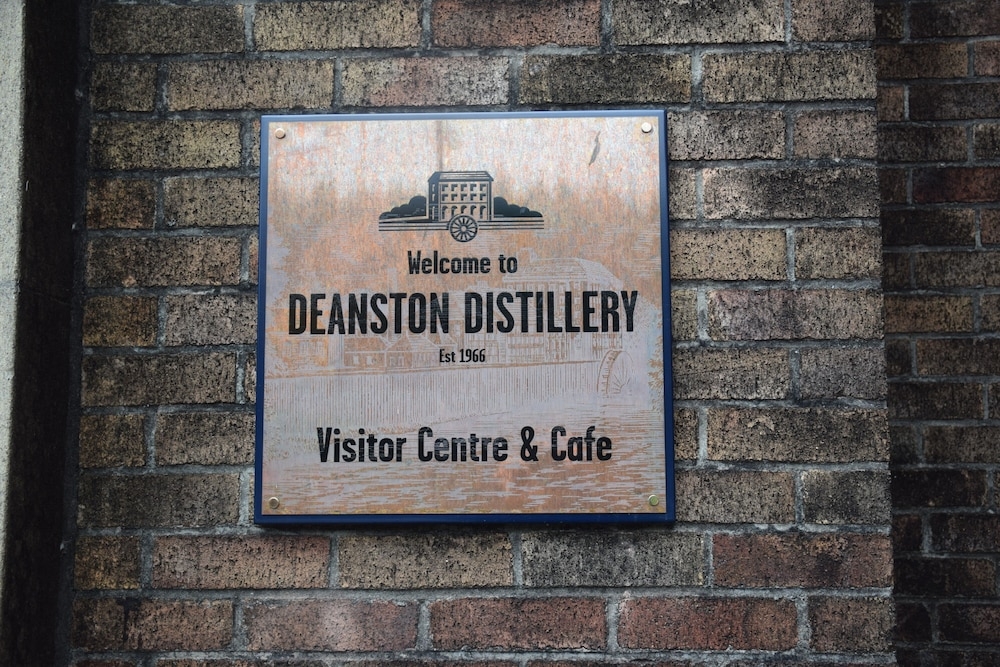 Welcome to
DEANSTON DISTILLERY
Est 1966
Visitor Centre & Cafe